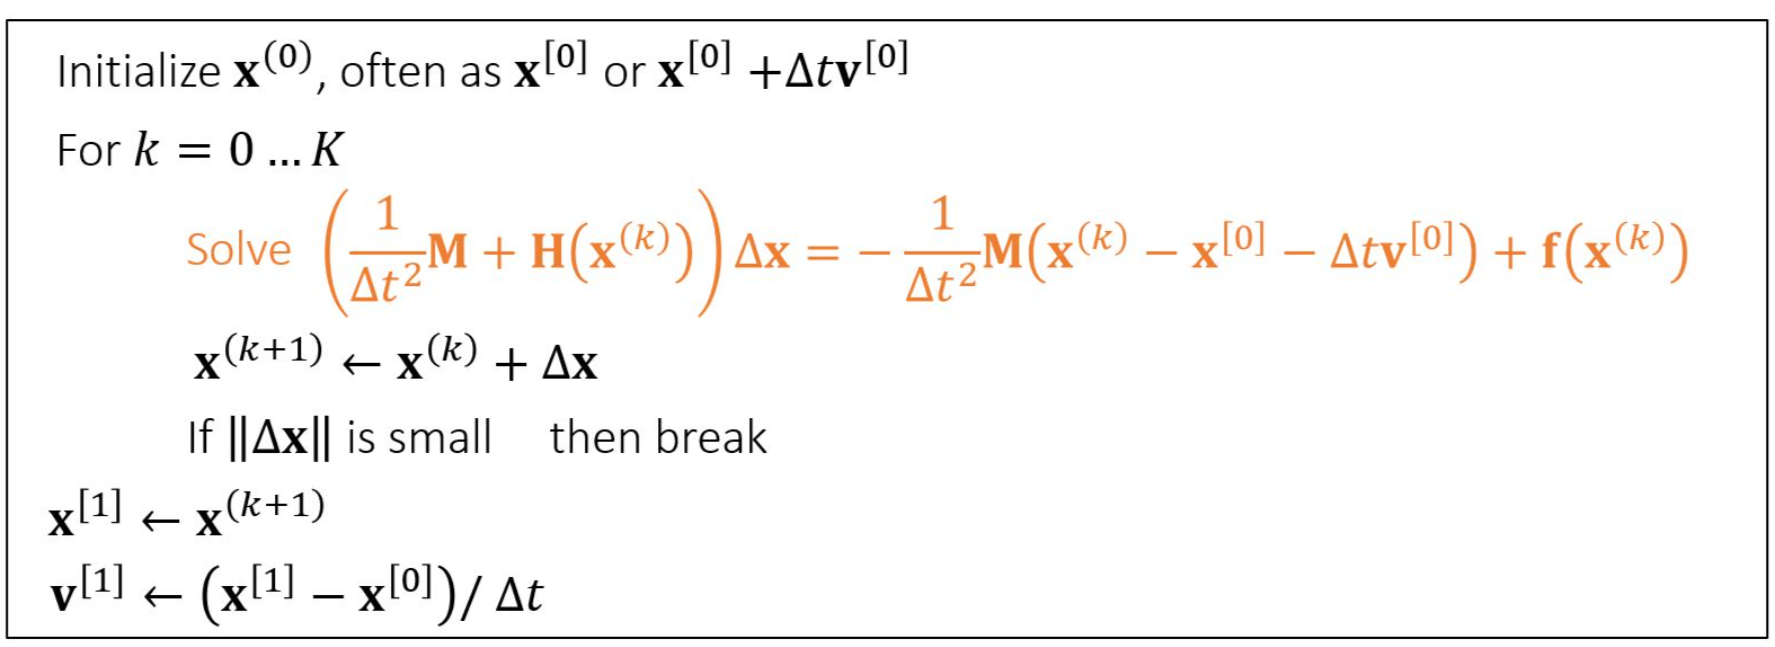 Initialize 𝐱⁽⁰⁾, often as 𝐱^[0] or 𝐱^[0] +Δt𝐯^[0]
For k = 0 … K
Solve (1/Δt² 𝐌 + 𝐇(𝐱^(k))) Δ𝐱 = − 1/Δt² 𝐌(𝐱^(k) − 𝐱^[0] − Δt𝐯^[0]) + 𝐟(𝐱^(k))
𝐱^(k+1) ← 𝐱^(k) + Δ𝐱
If ‖Δ𝐱‖ is small then break
𝐱^[1] ← 𝐱^(k+1)
𝐯^[1] ← (𝐱^[1] − 𝐱^[0])/ Δt